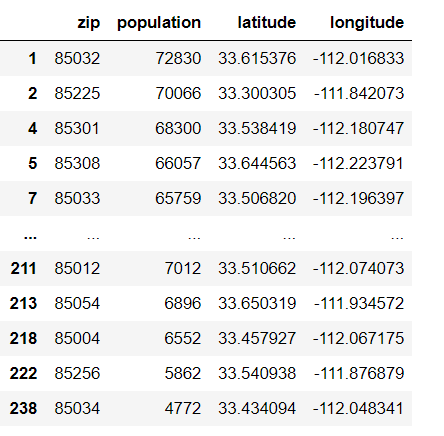 zip population latitude longitude
1 85032 72830 33.615376 -112.016833
2 85225 70066 33.300305 -111.842073
4 85301 68300 33.538419 -112.180747
5 85308 66057 33.644563 -112.223791
7 85033 65759 33.506820 -112.196397
... ... ... ... ...
211 85012 7012 33.510662 -112.074073
213 85054 6896 33.650319 -111.934572
218 85004 6552 33.457927 -112.067175
222 85256 5862 33.540938 -111.876879
238 85034 4772 33.434094 -112.048341